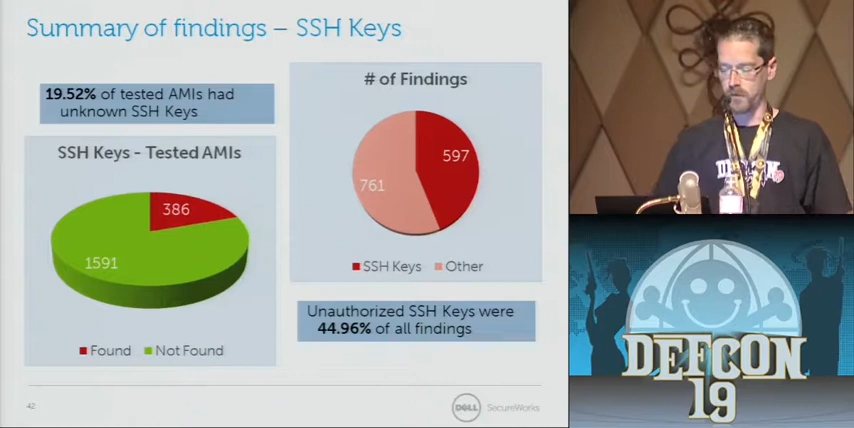 Summary of findings – SSH Keys
19.52% of tested AMIs had
unknown SSH Keys
SSH Keys - Tested AMIs
386
1591
Found
Not Found
# of Findings
597
761
SSH Keys
Other
Unauthorized SSH Keys were
44.96% of all findings
42
DELL
SecureWorks
DEFCON
19